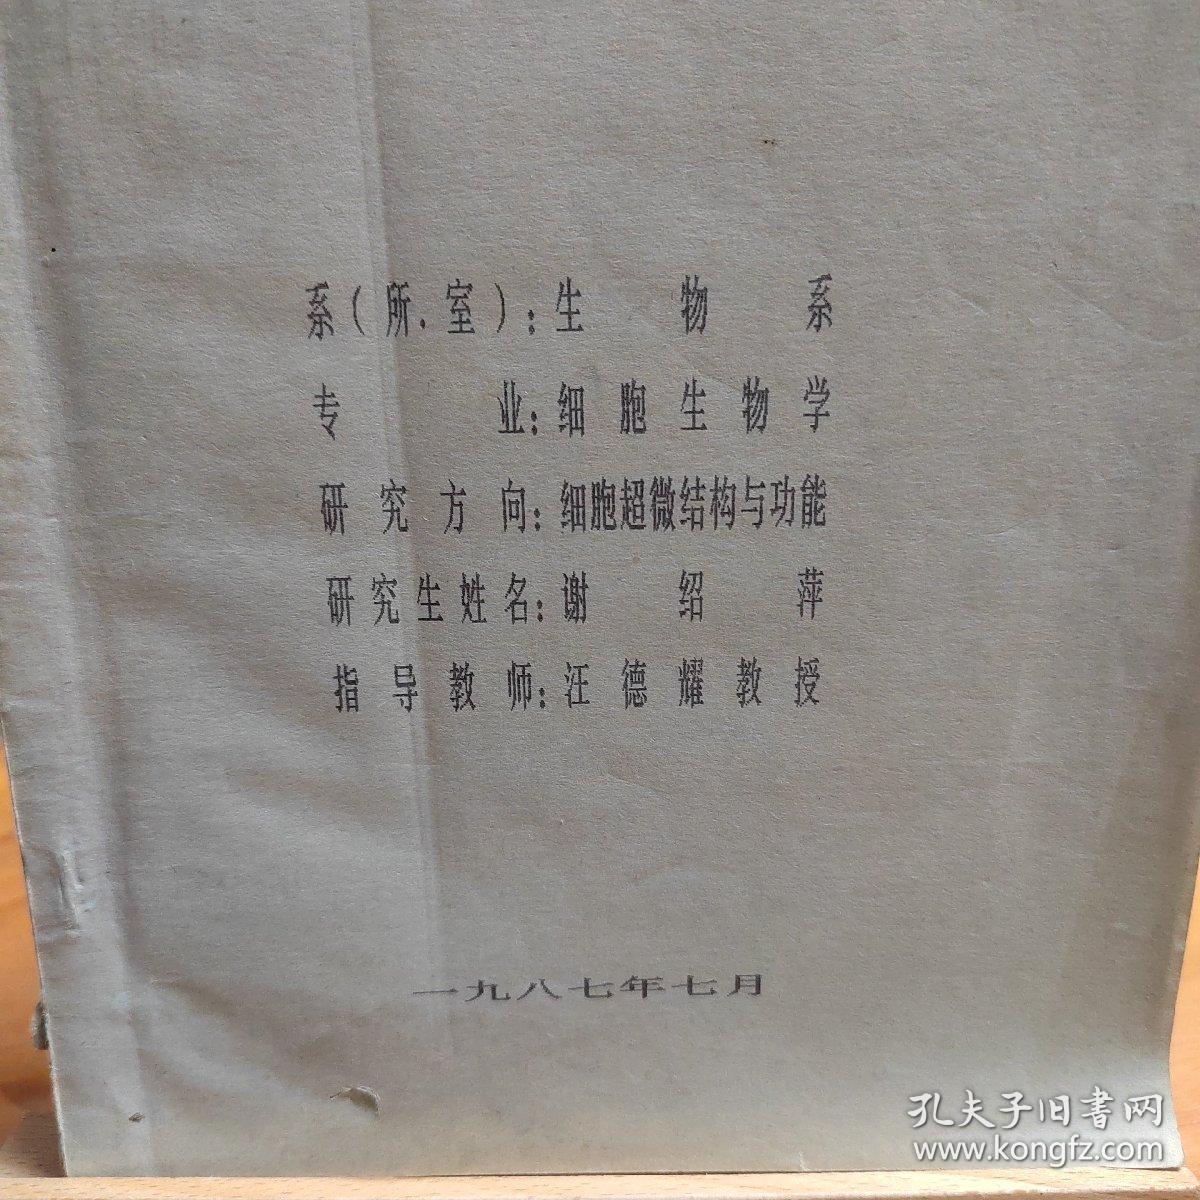 系（所．室）：生物系
专业：细胞生物学
研究方向：细胞超微结构与功能
研究生姓名：谢绍萍
指导教师：汪德耀教授
一九八七年七月
孔夫子旧书网
www.kongfz.com